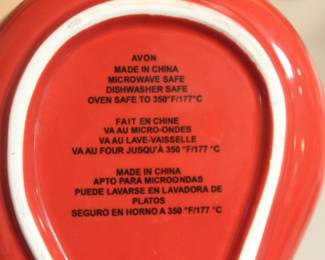 AVON
MADE IN CHINA
MICROWAVE SAFE
DISHWASHER SAFE
OVEN SAFE TO 350°F/177°C
FAIT EN CHINE
VA AU MICRO-ONDES
VA AU LAVE-VAISSELLE
VA AU FOUR JUSQU'À 350 °F/177 °C
MADE IN CHINA
APTO PARA MICROONDAS
PUEDE LAVARSE EN LAVADORA DE
PLATOS
SEGURO EN HORNO A 350 °F/177 °C